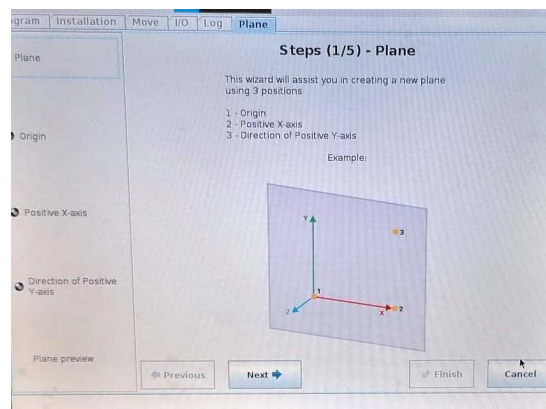 gram Installation Move I/O Log Plane
Plane
Origin
Positive X-axis
Direction of Positive
Y-axis
Plane preview
Steps (1/5) - Plane
This wizard will assist you in creating a new plane
using 3 positions
1 - Origin
2 - Positive X-axis
3 - Direction of Positive Y-axis
Example:
Y
3
1
Z
X
2
Previous Next Finish Cancel